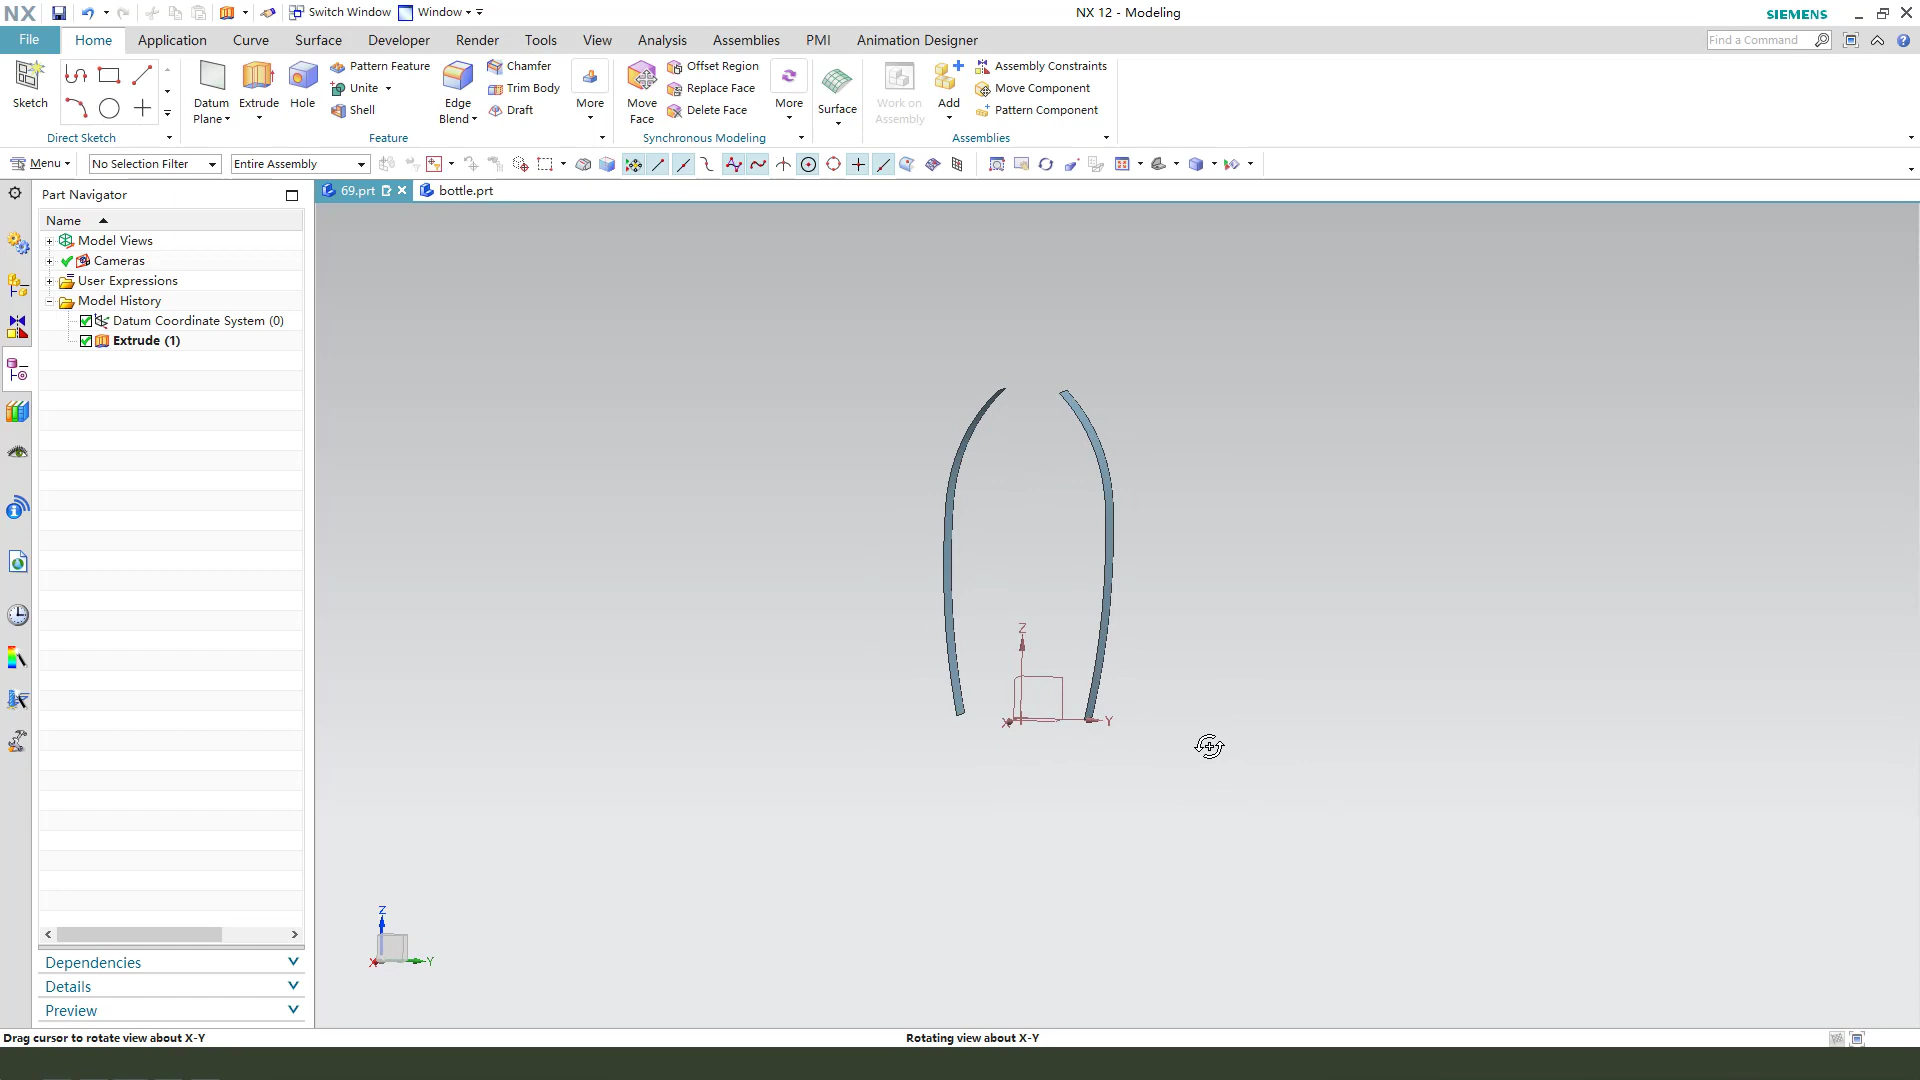 NX
Switch Window
Window
NX 12 - Modeling
SIEMENS
File
Home
Application
Curve
Surface
Developer
Render
Tools
View
Analysis
Assemblies
PMI
Animation Designer
Find a Command
Sketch
Direct Sketch
Datum
Plane
Extrude
Hole
Pattern Feature
Unite
Shell
Edge
Blend
Chamfer
Trim Body
Draft
More
Feature
Move
Face
Offset Region
Replace Face
Delete Face
More
Synchronous Modeling
Surface
Work on
Assembly
Add
Assembly Constraints
Move Component
Pattern Component
Assemblies
Menu
No Selection Filter
Entire Assembly
Part Navigator
69.prt
bottle.prt
Name
Model Views
Cameras
User Expressions
Model History
Datum Coordinate System (0)
Extrude (1)
Z
X
Y
Z
X
Y
Dependencies
Details
Preview
Drag cursor to rotate view about X-Y
Rotating view about X-Y